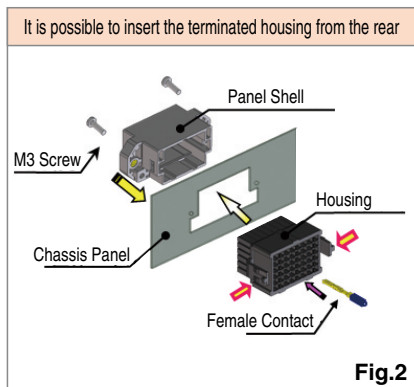 It is possible to insert the terminated housing from the rear
Panel Shell
M3 Screw
Housing
Chassis Panel
Female Contact
Fig.2